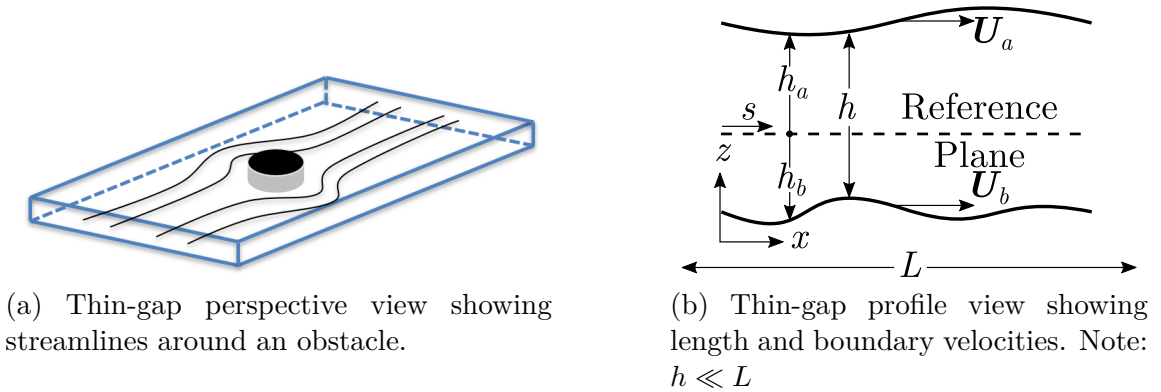 U_a
h_a
h
Reference
s
z
Plane
h_b
U_b
x
L
(a) Thin-gap perspective view showing
streamlines around an obstacle.
(b) Thin-gap profile view showing
length and boundary velocities. Note:
h ≪ L